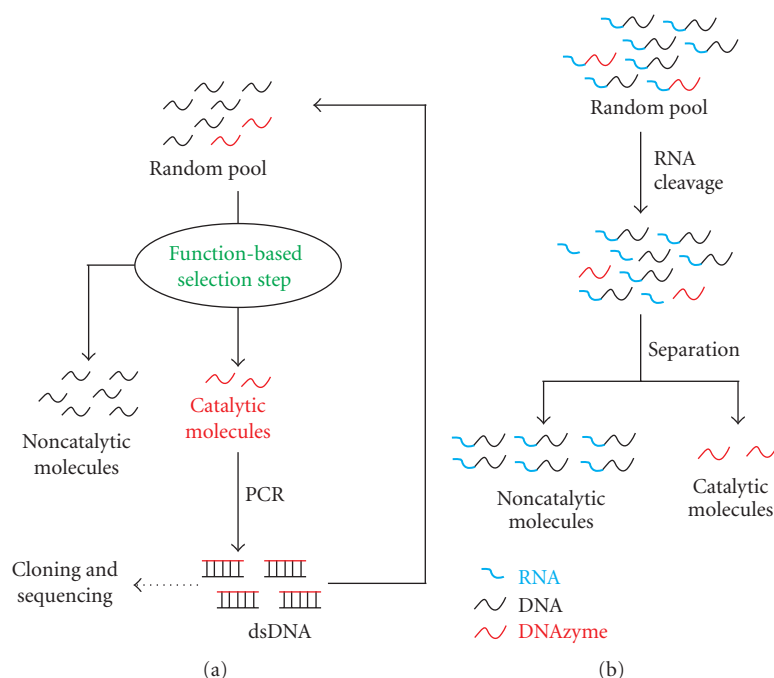 Random pool
Function-based
selection step
Noncatalytic
molecules
Catalytic
molecules
PCR
Cloning and
sequencing
dsDNA
(a)
Random pool
RNA
cleavage
Separation
Noncatalytic
molecules
Catalytic
molecules
RNA
DNA
DNAzyme
(b)